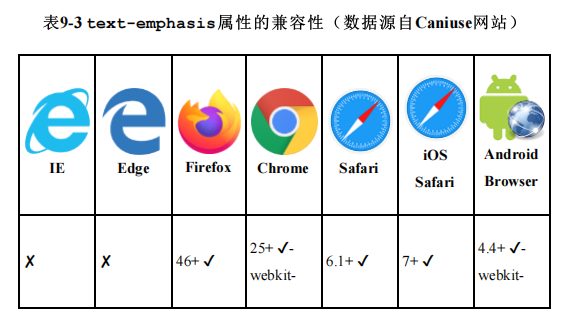 表9-3 text-emphasis属性的兼容性（数据源自Caniuse网站）
IE
Edge
Firefox
Chrome
Safari
iOS
Safari
Android
Browser
✗
✗
46+ ✓
25+ ✓-
webkit-
6.1+ ✓
7+ ✓
4.4+ ✓-
webkit-